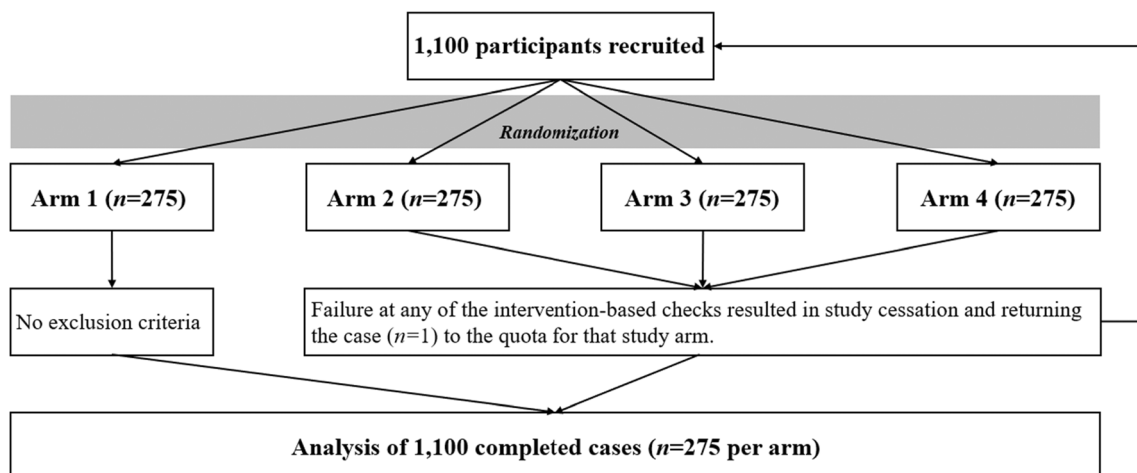 1,100 participants recruited
Randomization
Arm 1 (n=275)
Arm 2 (n=275)
Arm 3 (n=275)
Arm 4 (n=275)
No exclusion criteria
Failure at any of the intervention-based checks resulted in study cessation and returning
the case (n=1) to the quota for that study arm.
Analysis of 1,100 completed cases (n=275 per arm)